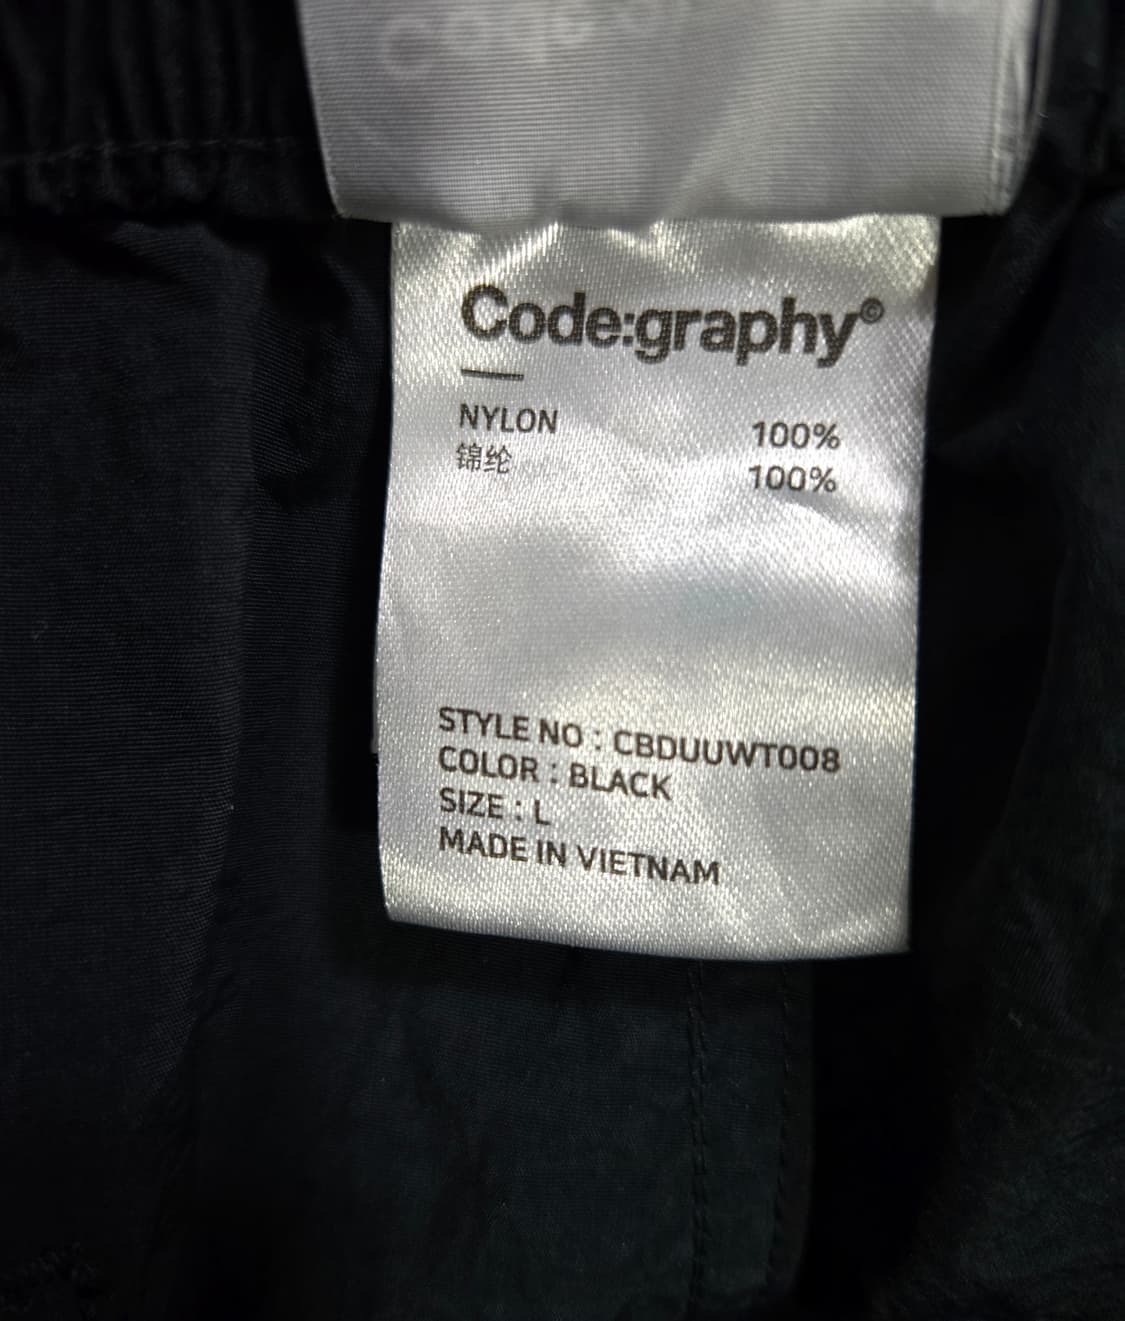 Code:graphy©
NYLON 100%
锦纶 100%
STYLE NO : CBDUUWT008
COLOR : BLACK
SIZE : L
MADE IN VIETNAM